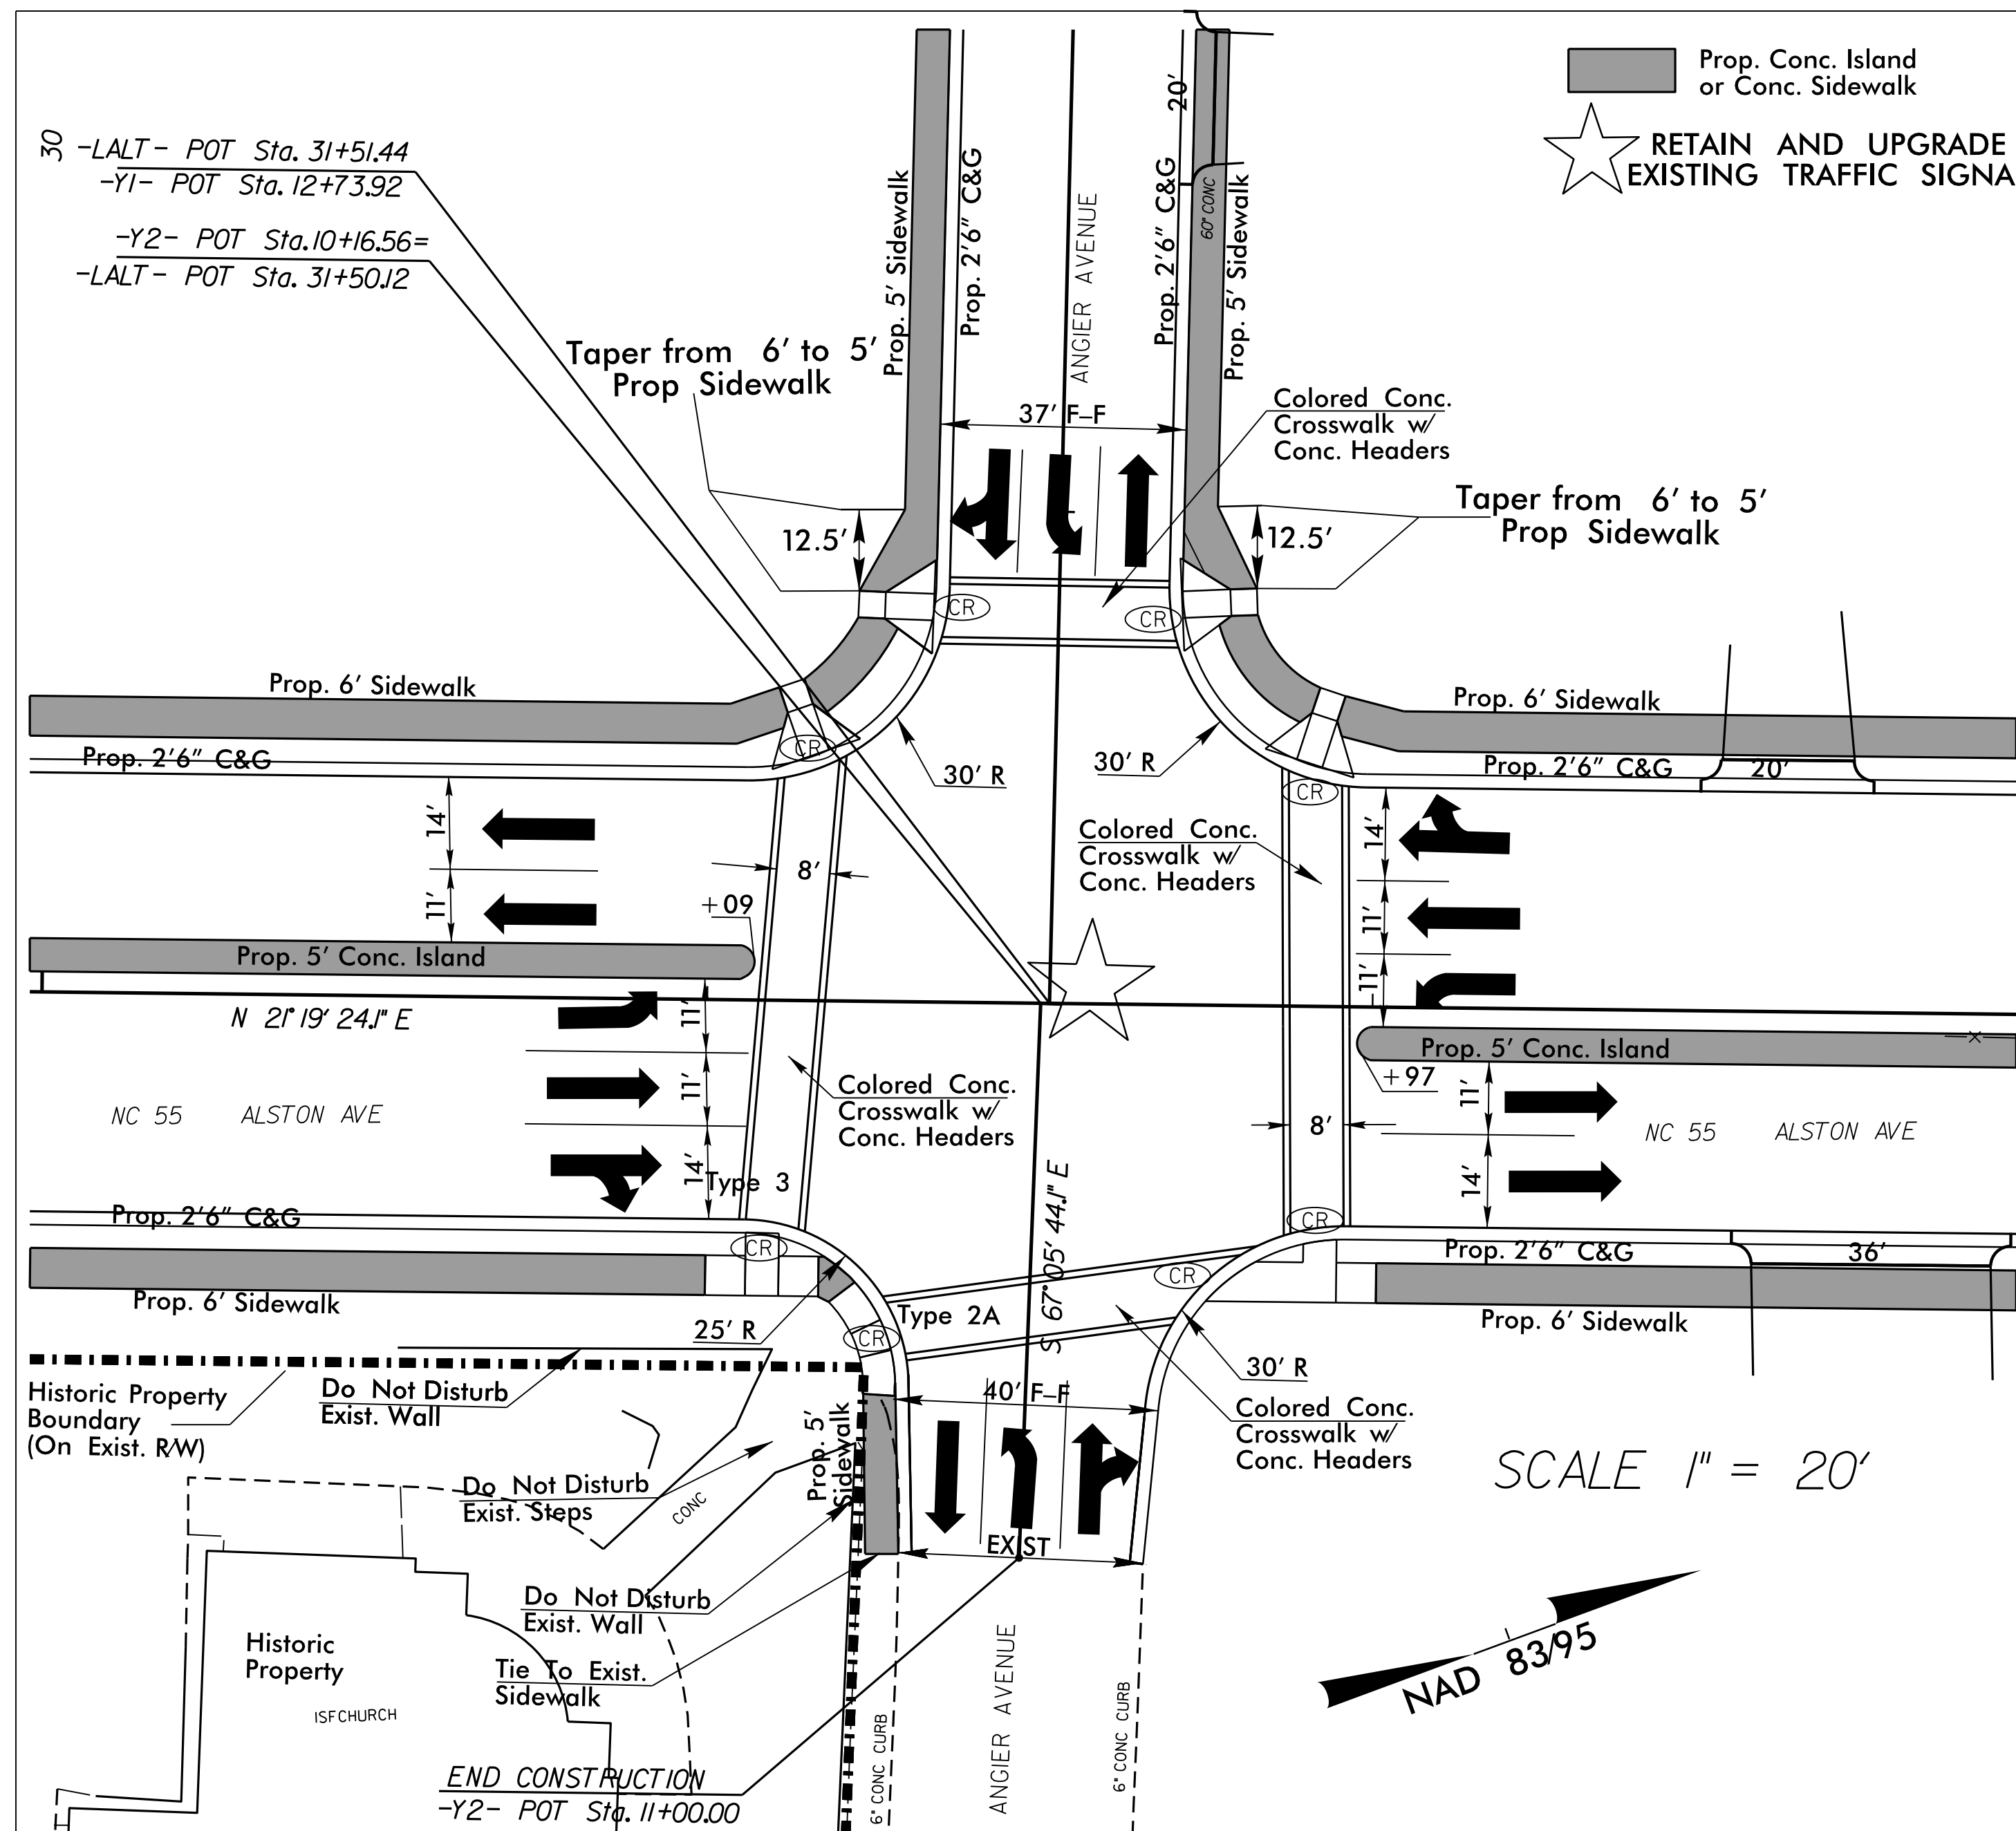 Prop. Conc. Island
or Conc. Sidewalk
RETAIN AND UPGRADE
EXISTING TRAFFIC SIGNA
30
-LALT- POT Sta. 31+51.44
-Y1- POT Sta. 12+73.92
-Y2- POT Sta. 10+16.56=
-LALT- POT Sta. 31+50.12
Prop. 5' Sidewalk
Prop. 2'6" C&G
ANGIER AVENUE
Prop. 2'6" C&G
20'
60" CONC
Prop. 5' Sidewalk
Taper from 6' to 5'
Prop Sidewalk
37' F-F
Colored Conc.
Crosswalk w/
Conc. Headers
Taper from 6' to 5'
Prop Sidewalk
12.5'
12.5'
CR
CR
Prop. 6' Sidewalk
Prop. 6' Sidewalk
Prop. 2'6" C&G
CR
30' R
30' R
Prop. 2'6" C&G
20'
CR
14'
11'
8'
+09
Colored Conc.
Crosswalk w/
Conc. Headers
14'
11'
11'
Prop. 5' Conc. Island
N 21° 19' 24.1" E
11'
11'
14'
Prop. 5' Conc. Island
+97
11'
14'
NC 55 ALSTON AVE
Colored Conc.
Crosswalk w/
Conc. Headers
8'
NC 55 ALSTON AVE
Type 3
S 67° 05' 44.1" E
Prop. 2'6" C&G
CR
CR
Prop. 2'6" C&G
36'
CR
Prop. 6' Sidewalk
25' R
CR
Type 2A
Prop. 6' Sidewalk
30' R
Historic Property
Boundary
(On Exist. R/W)
Do Not Disturb
Exist. Wall
40' F-F
Colored Conc.
Crosswalk w/
Conc. Headers
Prop. 5'
Sidewalk
SCALE 1" = 20'
Do Not Disturb
Exist. Steps
CONC
EXIST
Do Not Disturb
Exist. Wall
Historic
Property
Tie To Exist.
Sidewalk
1SFCHURCH
NAD 83/95
6" CONC CURB
ANGIER AVENUE
6" CONC CURB
END CONSTRUCTION
-Y2- POT Sta. 11+00.00